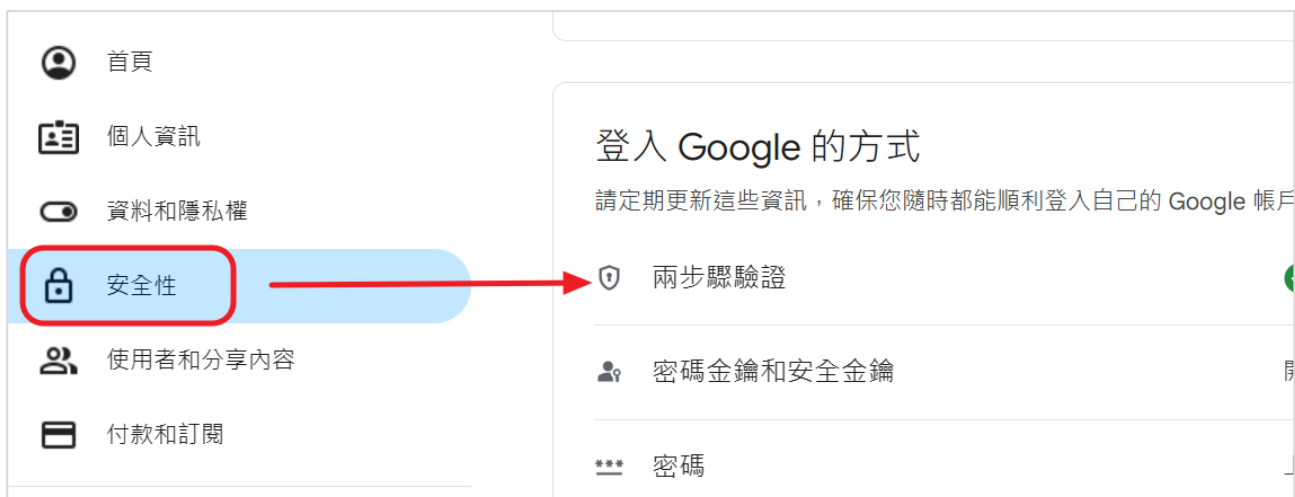 首頁
個人資訊
資料和隱私權
安全性
使用者和分享內容
付款和訂閱
登入 Google 的方式
請定期更新這些資訊，確保您隨時都能順利登入自己的 Google 帳戶
兩步驟驗證
密碼金鑰和安全金鑰
密碼